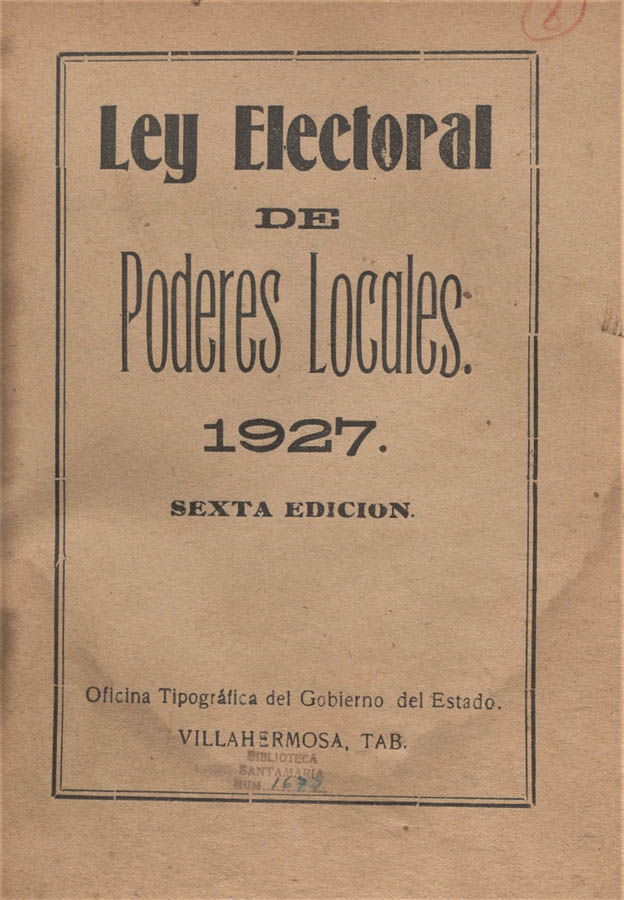 Ley Electoral
DE
Poderes Locales.
1927.
SEXTA EDICION.
Oficina Tipográfica del Gobierno del Estado.
VILLAHERMOSA, TAB.
BIBLIOTECA
SANTAMARIA
NUM.